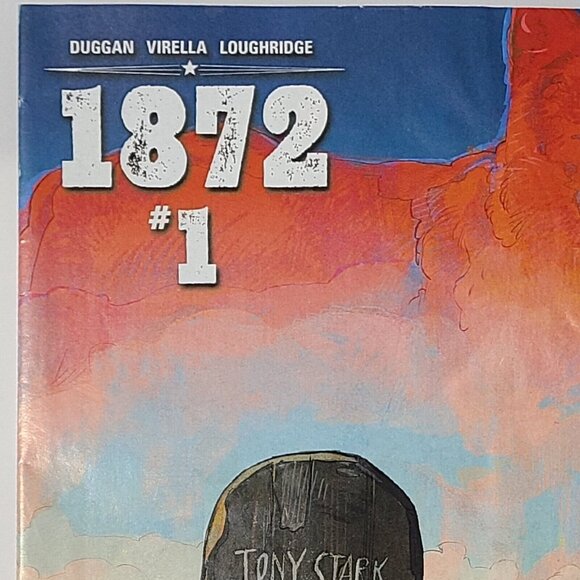 DUGGAN VIRELLA LOUGHRIDGE
1872
#1
TONY STARK